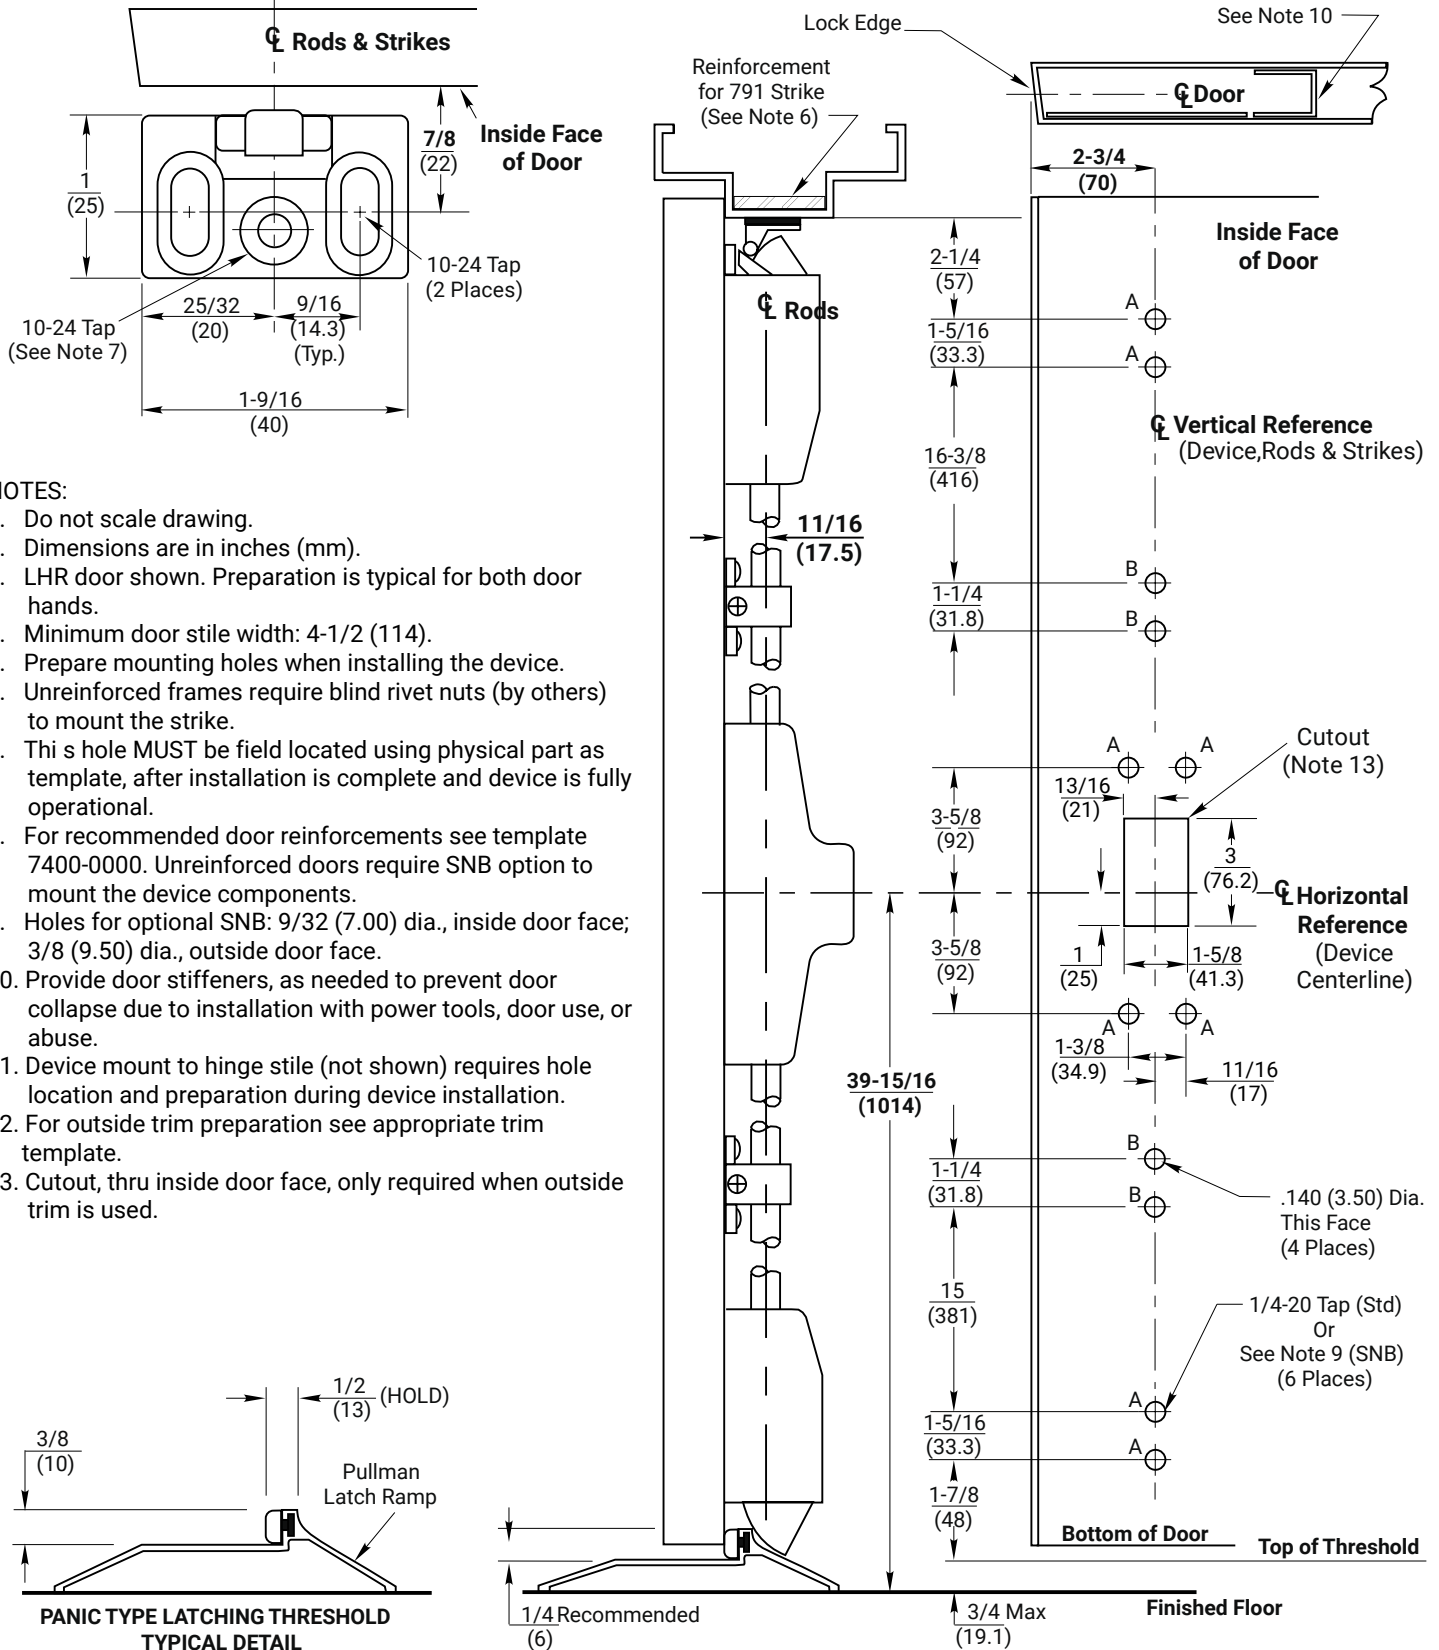 ℄ Rods & Strikes
Inside Face
of Door
7/8
(22)
1
(25)
10-24 Tap
(2 Places)
25/32
(20)
9/16
(14.3)
(Typ.)
10-24 Tap
(See Note 7)
1-9/16
(40)
NOTES:
. Do not scale drawing.
. Dimensions are in inches (mm).
. LHR door shown. Preparation is typical for both door
hands.
. Minimum door stile width: 4-1/2 (114).
. Prepare mounting holes when installing the device.
. Unreinforced frames require blind rivet nuts (by others)
to mount the strike.
. Thi s hole MUST be field located using physical part as
template, after installation is complete and device is fully
operational.
. For recommended door reinforcements see template
7400-0000. Unreinforced doors require SNB option to
mount the device components.
. Holes for optional SNB: 9/32 (7.00) dia., inside door face;
3/8 (9.50) dia., outside door face.
0. Provide door stiffeners, as needed to prevent door
collapse due to installation with power tools, door use, or
abuse.
1. Device mount to hinge stile (not shown) requires hole
location and preparation during device installation.
2. For outside trim preparation see appropriate trim
template.
3. Cutout, thru inside door face, only required when outside
trim is used.
1/2
(13)
(HOLD)
3/8
(10)
Pullman
Latch Ramp
PANIC TYPE LATCHING THRESHOLD
TYPICAL DETAIL
Reinforcement
for 791 Strike
(See Note 6)
℄ Rods
11/16
(17.5)
39-15/16
(1014)
1/4 Recommended
(6)
Lock Edge
See Note 10
℄ Door
2-3/4
(70)
Inside Face
of Door
2-1/4
(57)
A
1-5/16
(33.3)
A
℄ Vertical Reference
(Device,Rods & Strikes)
16-3/8
(416)
B
1-1/4
(31.8)
B
Cutout
(Note 13)
A
A
13/16
(21)
3-5/8
(92)
3
(76.2)
℄ Horizontal
Reference
(Device
Centerline)
3-5/8
(92)
1
(25)
1-5/8
(41.3)
A
A
1-3/8
(34.9)
11/16
(17)
B
1-1/4
(31.8)
B
.140 (3.50) Dia.
This Face
(4 Places)
15
(381)
1/4-20 Tap (Std)
Or
See Note 9 (SNB)
(6 Places)
A
1-5/16
(33.3)
A
1-7/8
(48)
Bottom of Door
Top of Threshold
Finished Floor
3/4 Max
(19.1)